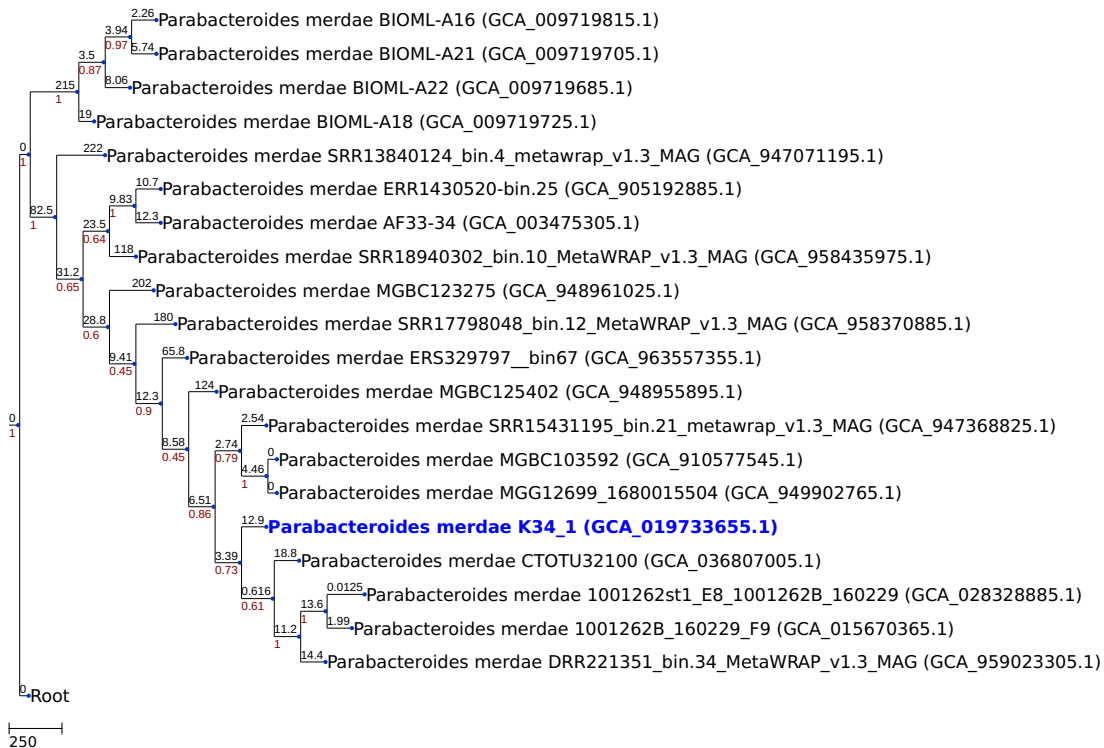 2.26 Parabacteroides merdae BIOML-A16 (GCA_009719815.1)
3.94
0.97
5.74 Parabacteroides merdae BIOML-A21 (GCA_009719705.1)
3.5
0.87
8.06 Parabacteroides merdae BIOML-A22 (GCA_009719685.1)
215
1
19 Parabacteroides merdae BIOML-A18 (GCA_009719725.1)
0
1
222 Parabacteroides merdae SRR13840124_bin.4_metawrap_v1.3_MAG (GCA_947071195.1)
10.7 Parabacteroides merdae ERR1430520-bin.25 (GCA_905192885.1)
9.83
1
82.5
1
12.3 Parabacteroides merdae AF33-34 (GCA_003475305.1)
23.5
0.64
118 Parabacteroides merdae SRR18940302_bin.10_MetaWRAP_v1.3_MAG (GCA_958435975.1)
31.2
0.65
202 Parabacteroides merdae MGBC123275 (GCA_948961025.1)
28.8
0.6
180 Parabacteroides merdae SRR17798048_bin.12_MetaWRAP_v1.3_MAG (GCA_958370885.1)
9.41
0.45
65.8 Parabacteroides merdae ERS329797__bin67 (GCA_963557355.1)
12.3
0.9
124 Parabacteroides merdae MGBC125402 (GCA_948955895.1)
0
1
8.58
0.45
2.54 Parabacteroides merdae SRR15431195_bin.21_metawrap_v1.3_MAG (GCA_947368825.1)
2.74
0.79
0 Parabacteroides merdae MGBC103592 (GCA_910577545.1)
4.46
1
0 Parabacteroides merdae MGG12699_1680015504 (GCA_949902765.1)
6.51
0.86
12.9 Parabacteroides merdae K34_1 (GCA_019733655.1)
3.39
0.73
18.8 Parabacteroides merdae CTOTU32100 (GCA_036807005.1)
0.616
0.61
0.0125 Parabacteroides merdae 1001262st1_E8_1001262B_160229 (GCA_028328885.1)
13.6
1
1.99 Parabacteroides merdae 1001262B_160229_F9 (GCA_015670365.1)
11.2
1
14.4 Parabacteroides merdae DRR221351_bin.34_MetaWRAP_v1.3_MAG (GCA_959023305.1)
0 Root
250